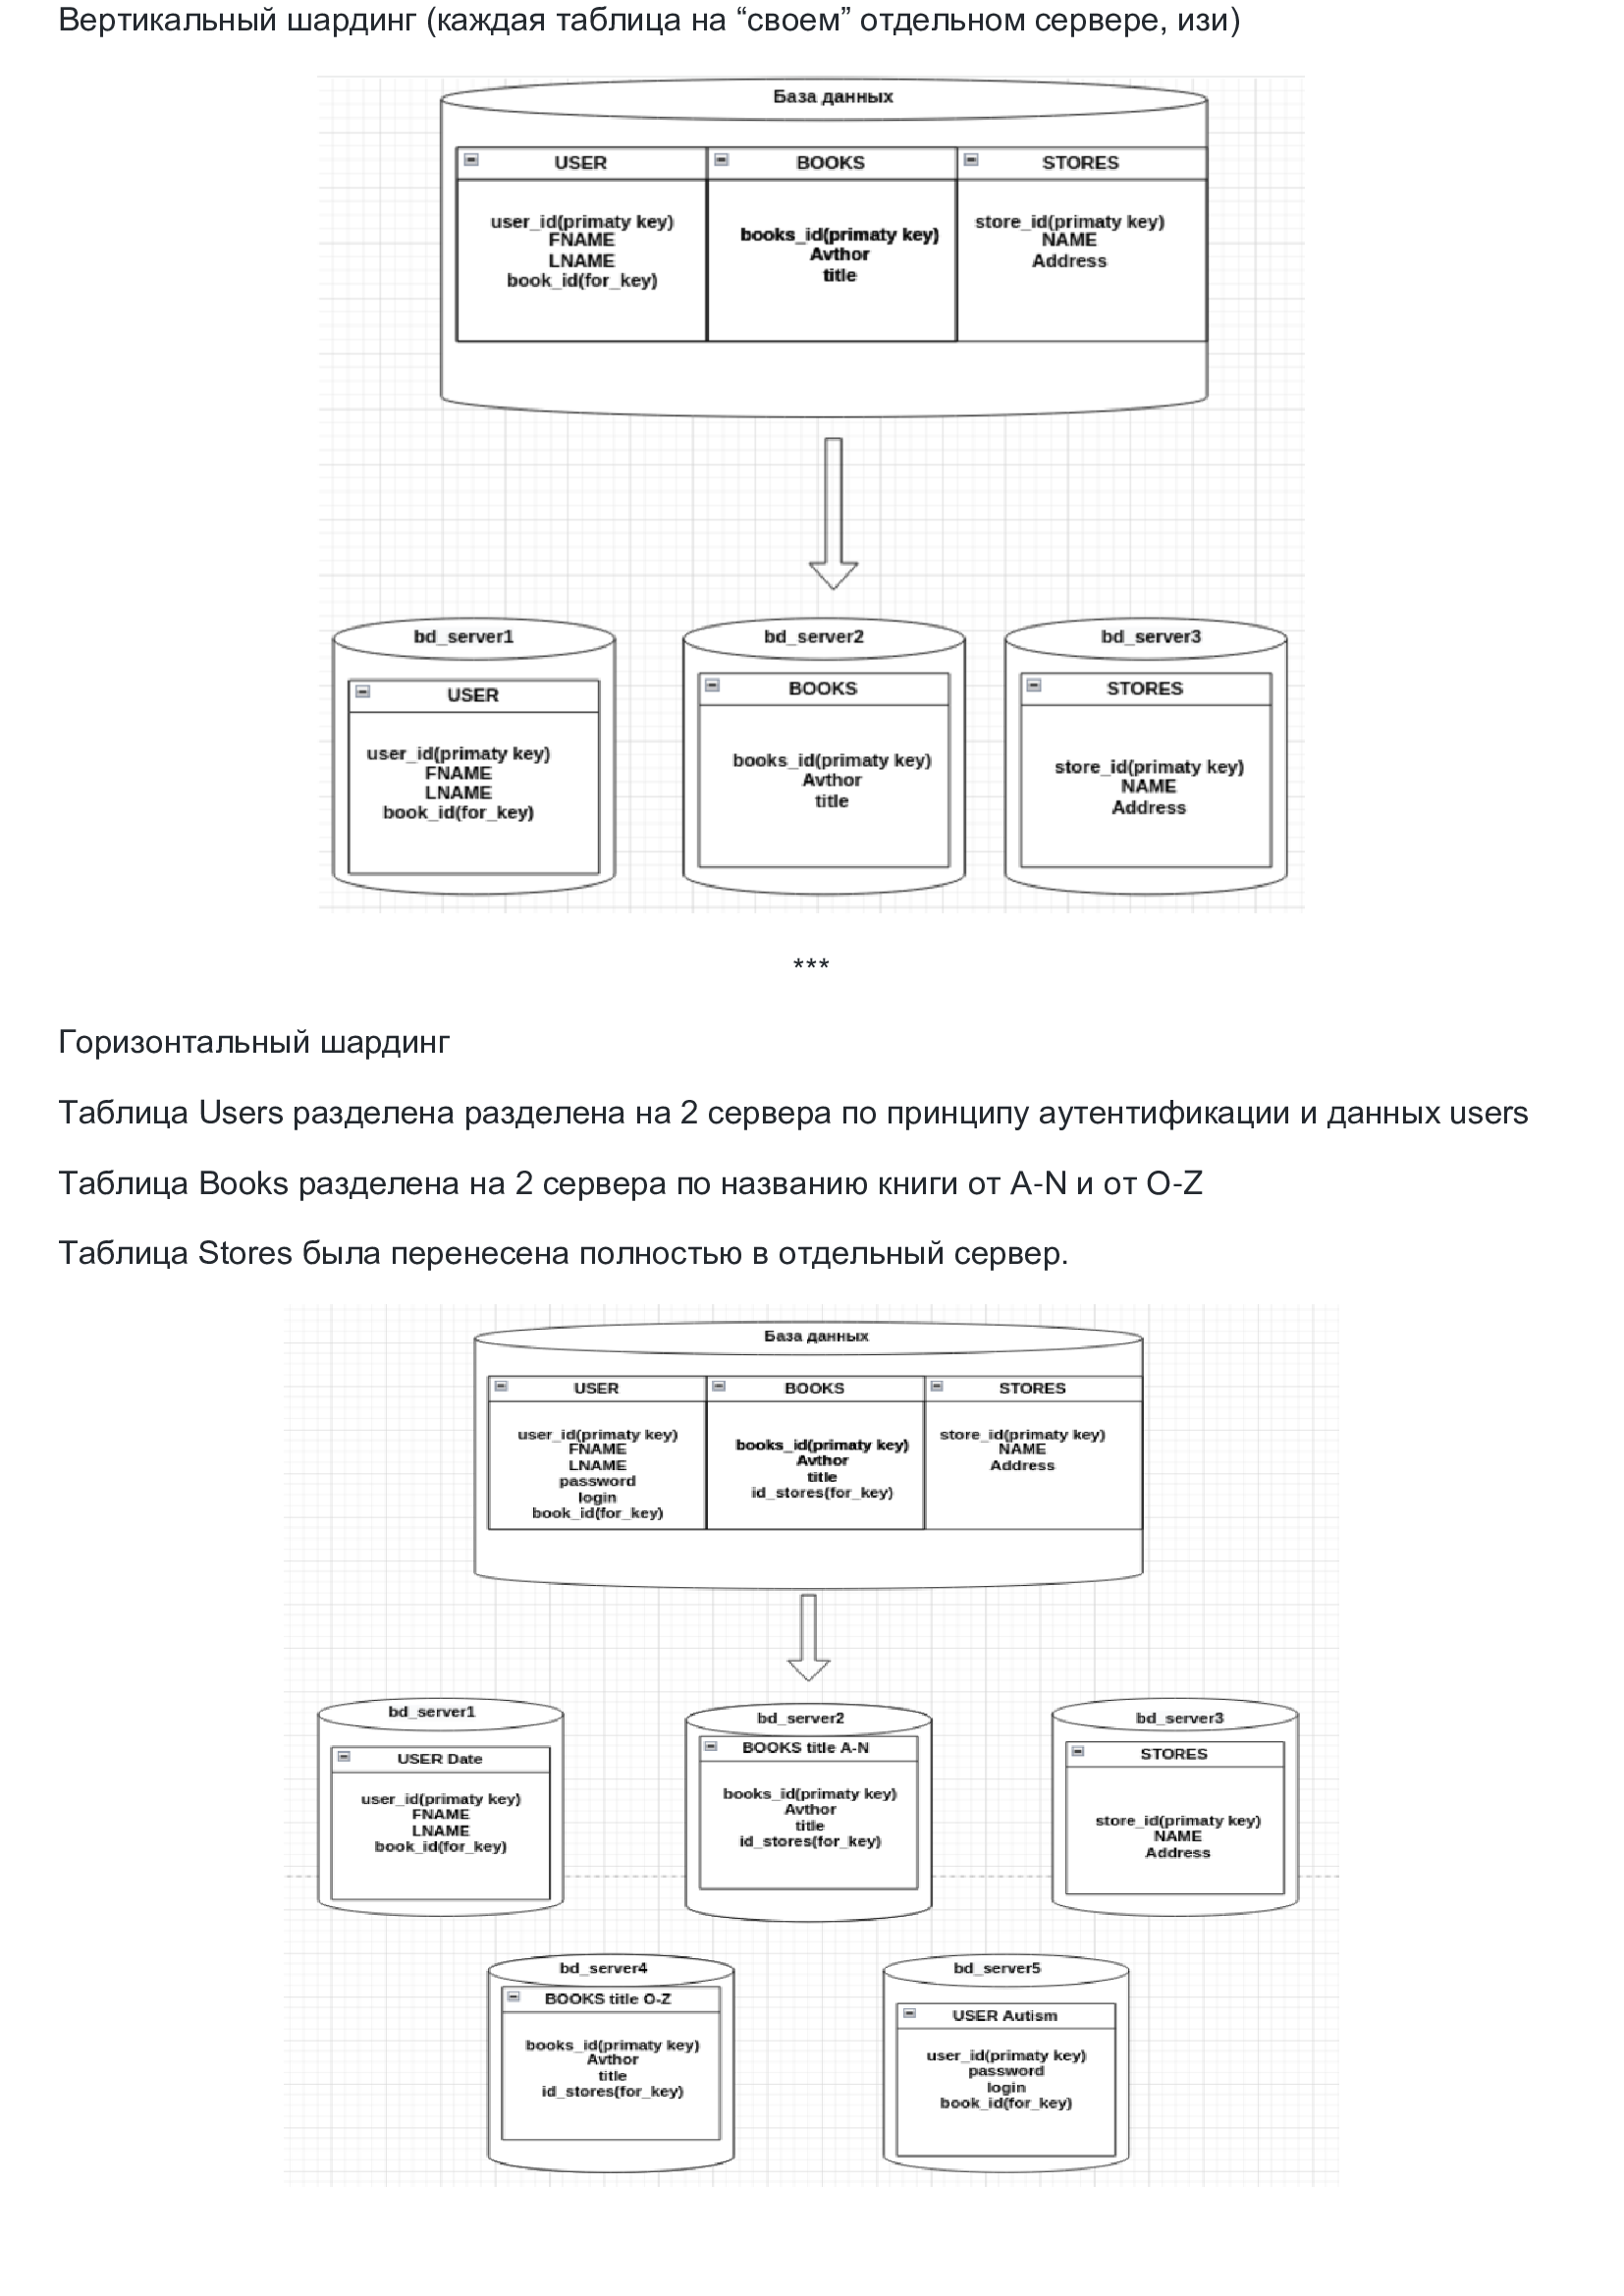 Вертикальный шардинг (каждая таблица на “своем” отдельном сервере, изи)
База данных
USER
user_id(primaty key)
FNAME
LNAME
book_id(for_key)
BOOKS
books_id(primaty key)
Avthor
title
STORES
store_id(primaty key)
NAME
Address
bd_server1
USER
user_id(primaty key)
FNAME
LNAME
book_id(for_key)
bd_server2
BOOKS
books_id(primaty key)
Avthor
title
bd_server3
STORES
store_id(primaty key)
NAME
Address
***
Горизонтальный шардинг
Таблица Users разделена разделена на 2 сервера по принципу аутентификации и данных users
Таблица Books разделена на 2 сервера по названию книги от A-N и от O-Z
Таблица Stores была перенесена полностью в отдельный сервер.
База данных
USER
user_id(primaty key)
FNAME
LNAME
password
login
book_id(for_key)
BOOKS
books_id(primaty key)
Avthor
title
id_stores(for_key)
STORES
store_id(primaty key)
NAME
Address
bd_server1
USER Date
user_id(primaty key)
FNAME
LNAME
book_id(for_key)
bd_server2
BOOKS title A-N
books_id(primaty key)
Avthor
title
id_stores(for_key)
bd_server3
STORES
store_id(primaty key)
NAME
Address
bd_server4
BOOKS title O-Z
books_id(primaty key)
Avthor
title
id_stores(for_key)
bd_server5
USER Autism
user_id(primaty key)
password
login
book_id(for_key)